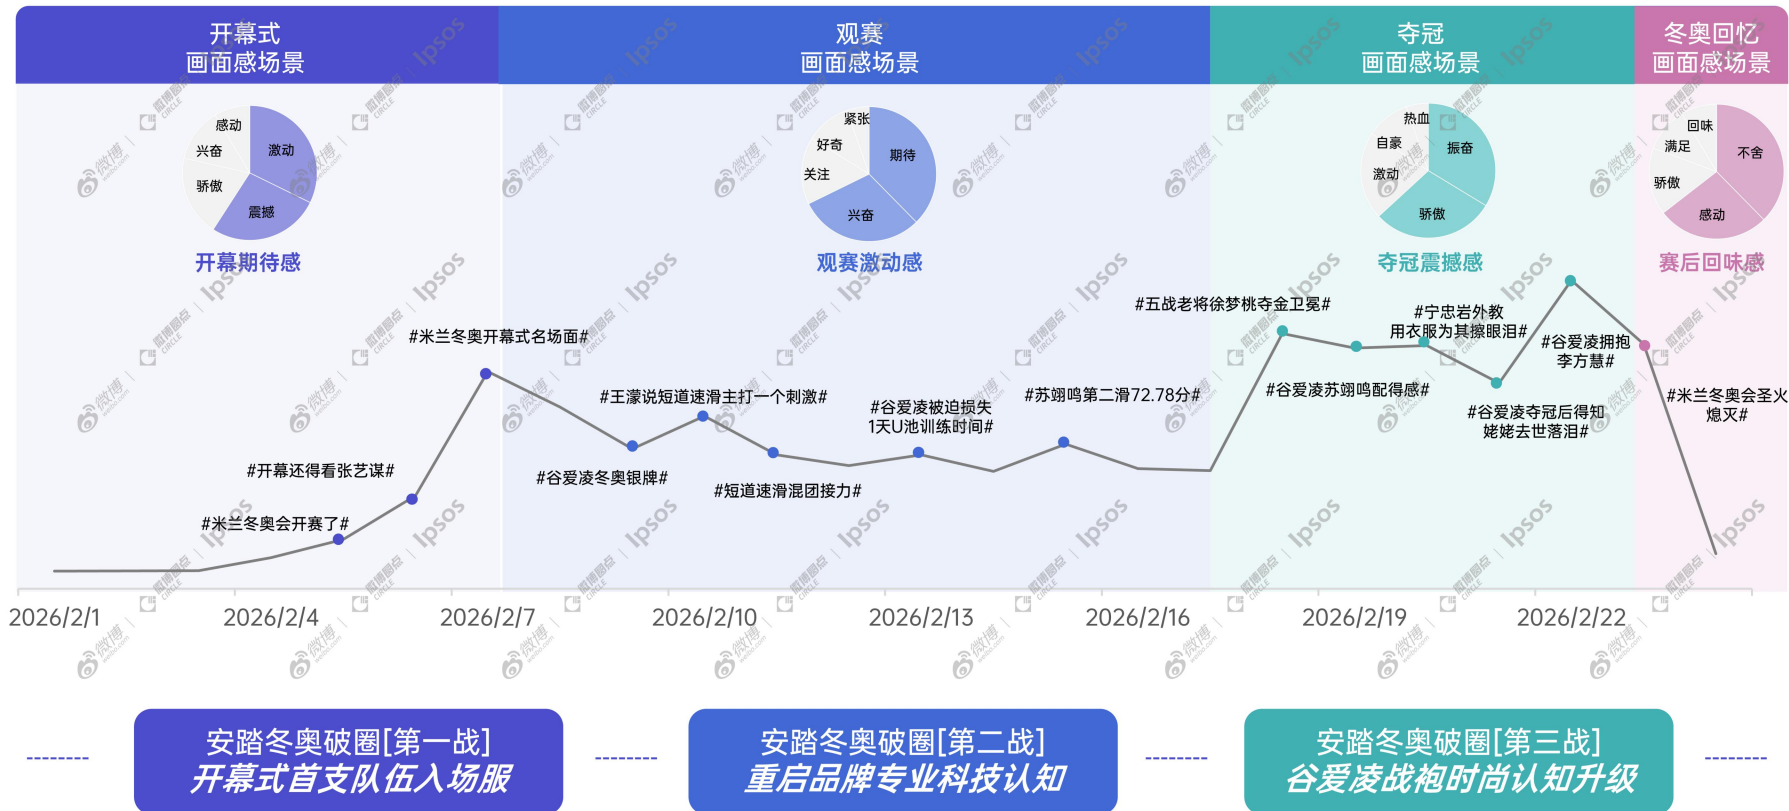 开幕式
画面感场景
观赛
画面感场景
夺冠
画面感场景
冬奥回忆
画面感场景
感动
激动
兴奋
骄傲
震撼
开幕期待感
紧张
好奇
期待
关注
兴奋
观赛激动感
热血
自豪
振奋
激动
骄傲
夺冠震撼感
回味
满足
不舍
骄傲
感动
赛后回味感
#米兰冬奥会开赛了#
#开幕还得看张艺谋#
#米兰冬奥开幕式名场面#
#谷爱凌冬奥银牌#
#王濛说短道速滑主打一个刺激#
#短道速滑混团接力#
#谷爱凌被迫损失
1天U池训练时间#
#苏翊鸣第二滑72.78分#
#五战老将徐梦桃夺金卫冕#
#谷爱凌苏翊鸣配得感#
#宁忠岩外教
用衣服为其擦眼泪#
#谷爱凌夺冠后得知
姥姥去世落泪#
#谷爱凌拥抱
李方慧#
#米兰冬奥会圣火
熄灭#
2026/2/1
2026/2/4
2026/2/7
2026/2/10
2026/2/13
2026/2/16
2026/2/19
2026/2/22
安踏冬奥破圈[第一战]
开幕式首支队伍入场服
安踏冬奥破圈[第二战]
重启品牌专业科技认知
安踏冬奥破圈[第三战]
谷爱凌战袍时尚认知升级
微博 weibo.com | 微博圈点 CIRCLE | Ipsos